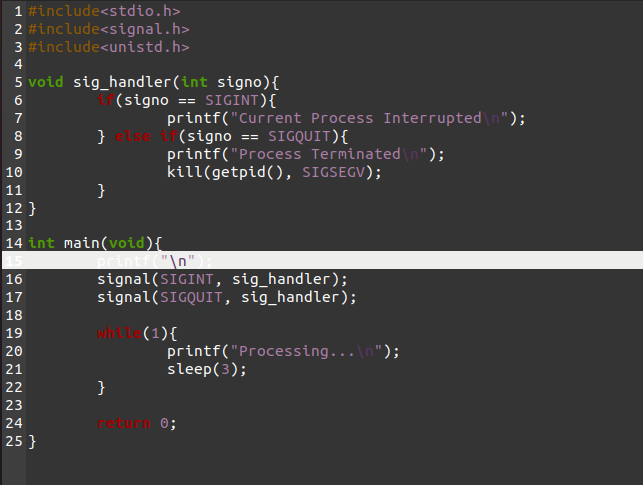 1 #include<stdio.h>
2 #include<signal.h>
3 #include<unistd.h>
4
5 void sig_handler(int signo){
6         if(signo == SIGINT){
7                 printf("Current Process Interrupted\n");
8         } else if(signo == SIGQUIT){
9                 printf("Process Terminated\n");
10                 kill(getpid(), SIGSEGV);
11         }
12 }
13
14 int main(void){
15         printf("\n");
16         signal(SIGINT, sig_handler);
17         signal(SIGQUIT, sig_handler);
18
19         while(1){
20                 printf("Processing...\n");
21                 sleep(3);
22         }
23
24         return 0;
25 }